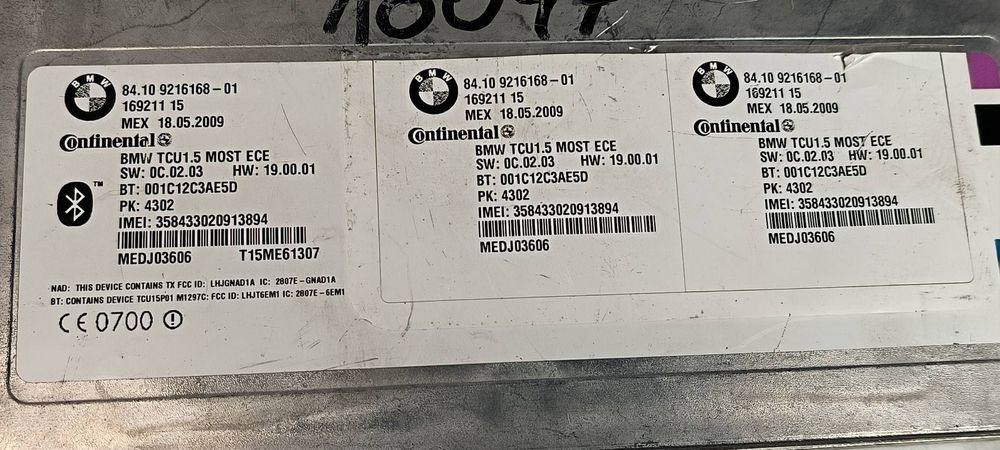 BMW
84.10 9216168-01
169211 15
MEX 18.05.2009
Continental
BMW TCU1.5 MOST ECE
SW: 0C.02.03 HW: 19.00.01
BT: 001C12C3AE5D
PK: 4302
IMEI: 358433020913894
MEDJ03606 T15ME61307
NAD: THIS DEVICE CONTAINS TX FCC ID: LHJGNAD1A IC: 2807E-GNAD1A
BT: CONTAINS DEVICE TCU15P01 M1297C: FCC ID: LHJT6EM1 IC: 2807E-6EM1
CE 0700
BMW
84.10 9216168-01
169211 15
MEX 18.05.2009
Continental
BMW TCU1.5 MOST ECE
SW: 0C.02.03 HW: 19.00.01
BT: 001C12C3AE5D
PK: 4302
IMEI: 358433020913894
MEDJ03606
BMW
84.10 9216168-01
169211 15
MEX 18.05.2009
Continental
BMW TCU1.5 MOST ECE
SW: 0C.02.03 HW: 19.00.01
BT: 001C12C3AE5D
PK: 4302
IMEI: 358433020913894
MEDJ03606